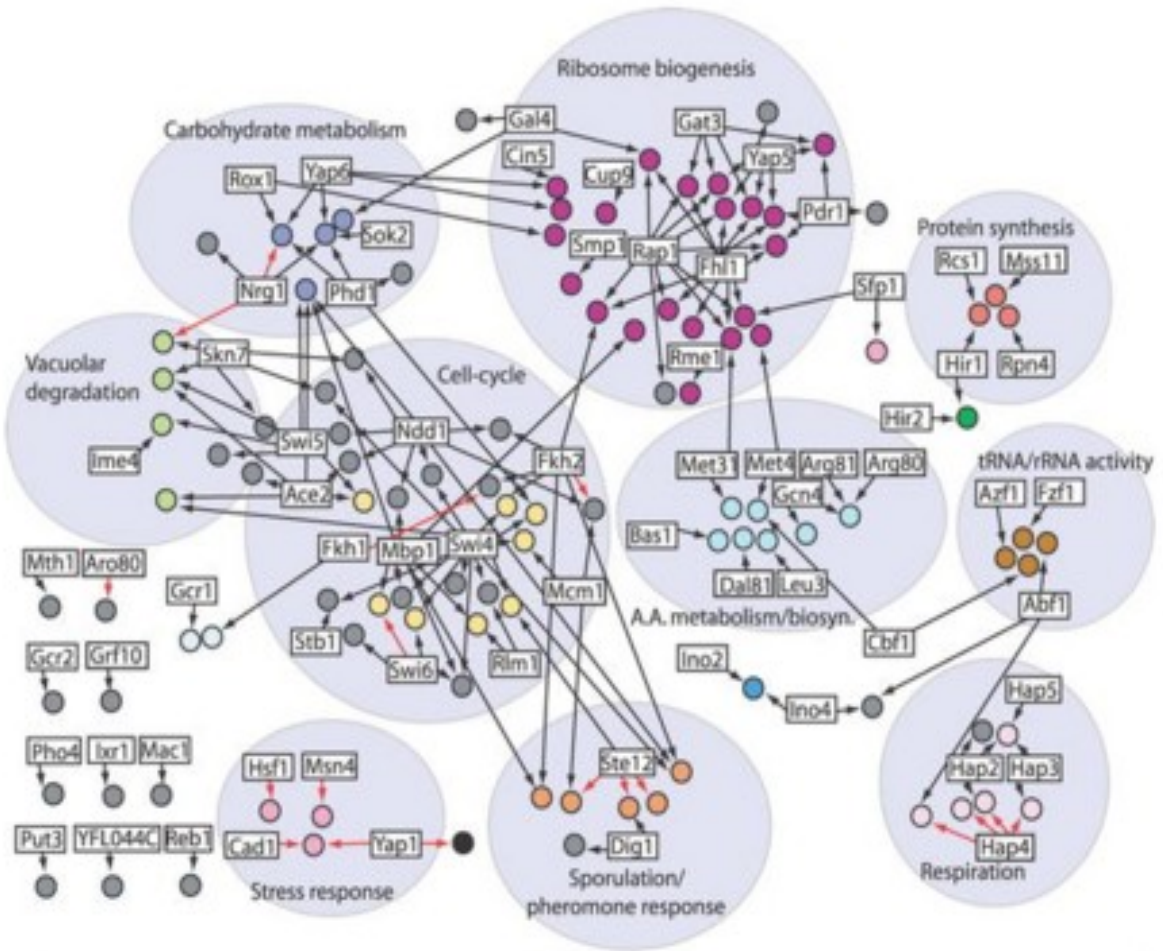 Ribosome biogenesis
Carbohydrate metabolism
Gal4
Gat3
Cin5
Yap5
Rox1
Yap6
Cup9
Pdr1
Sok2
Smp1
Rap1
Fhl1
Protein synthesis
Rcs1
Mss11
Nrg1
Phd1
Sfp1
Vacuolar
degradation
Skn7
Rme1
Hir1
Rpn4
Cell-cycle
Hir2
Swi5
Ndd1
Ime4
Fkh2
Met31
Met4
Arg81
Arg80
tRNA/rRNA activity
Ace2
Gcn4
Azf1
Fzf1
Bas1
Fkh1
Mbp1
Swi4
Mth1
Aro80
Gcr1
Mcm1
Dal81
Leu3
A.A. metabolism/biosyn.
Abf1
Stb1
Cbf1
Gcr2
Grf10
Swi6
Rlm1
Ino2
Hap5
Ino4
Pho4
Ixr1
Mac1
Hsf1
Msn4
Ste12
Hap2
Hap3
Put3
YFL044C
Reb1
Cad1
Yap1
Dig1
Hap4
Stress response
Sporulation/
pheromone response
Respiration